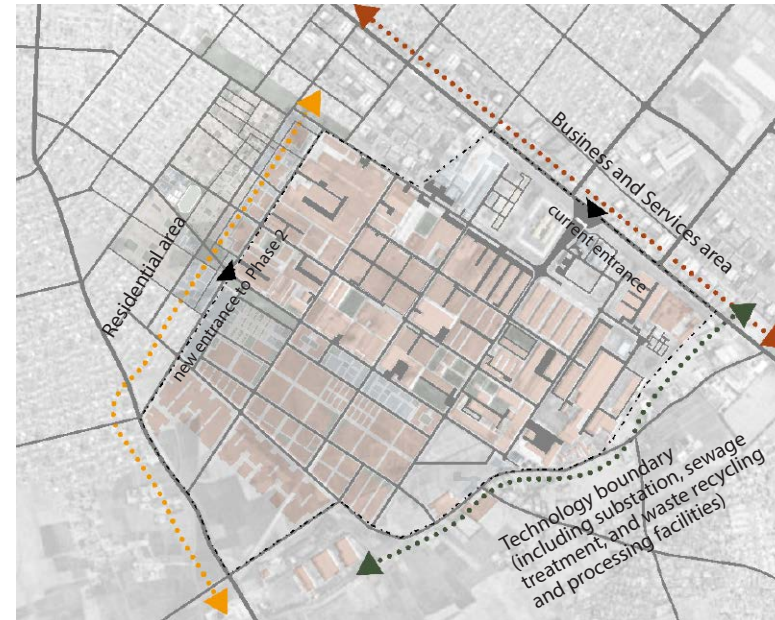 Business and Services area
current entrance
Residential area
new entrance to Phase 2
Technology boundary
(including substation, sewage
treatment, and waste recycling
and processing facilities)